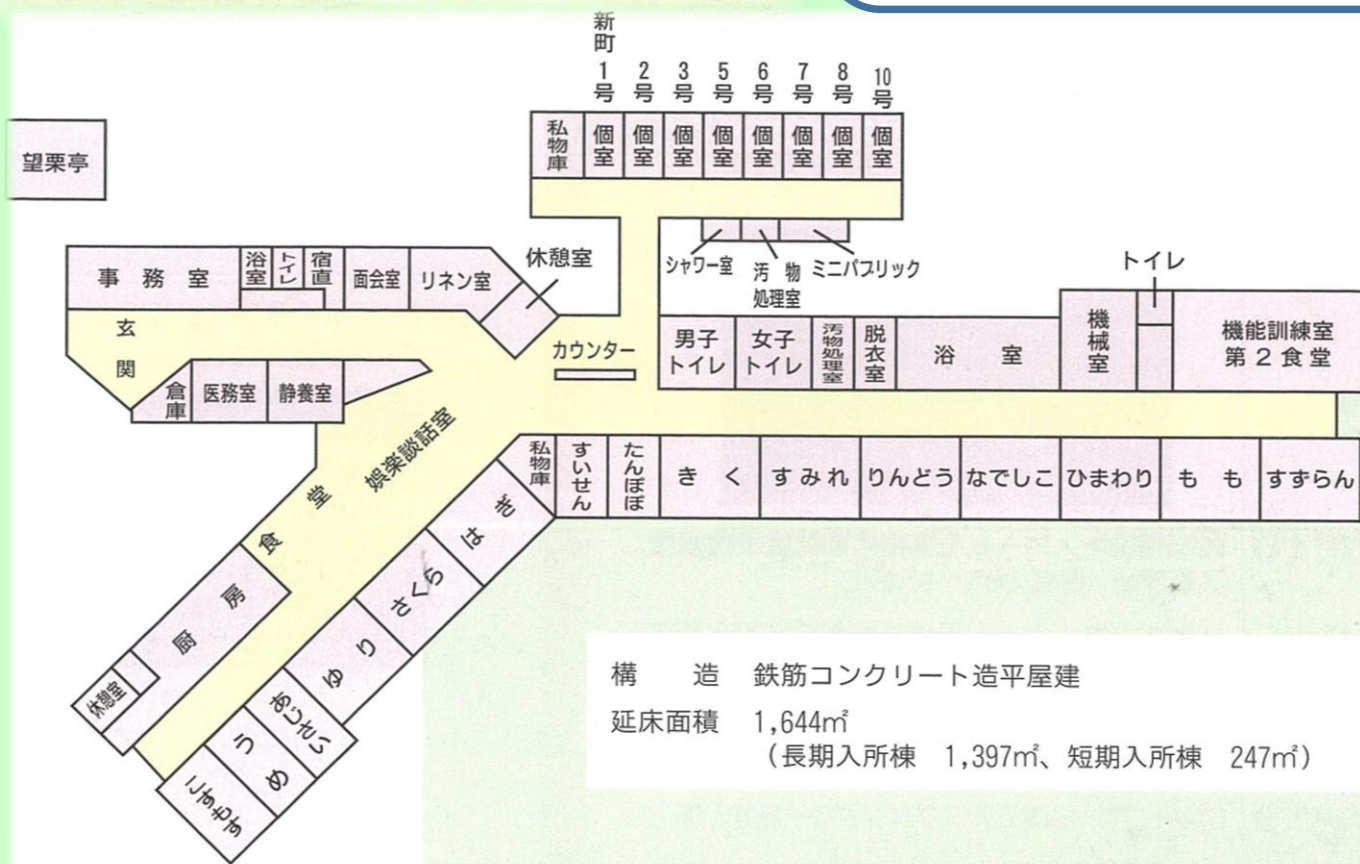 新町
1号
2号
3号
5号
6号
7号
8号
10号
私物庫
個室
個室
個室
個室
個室
個室
個室
個室
望栗亭
シャワー室
汚物処理室
ミニパブリック
事務室
浴室
トイレ
宿直
面会室
リネン室
休憩室
玄関
倉庫
医務室
静養室
カウンター
男子トイレ
女子トイレ
汚物処理室
脱衣室
浴室
機械室
トイレ
機能訓練室
第2食堂
娯楽談話室
食堂
厨房
休憩室
私物庫
すいせん
たんぽぽ
きく
すみれ
りんどう
なでしこ
ひまわり
もも
すずらん
はぎ
さくら
ゆり
あじさい
うめ
こすもす
構造 鉄筋コンクリート造平屋建
延床面積 1,644㎡
（長期入所棟 1,397㎡、短期入所棟 247㎡）